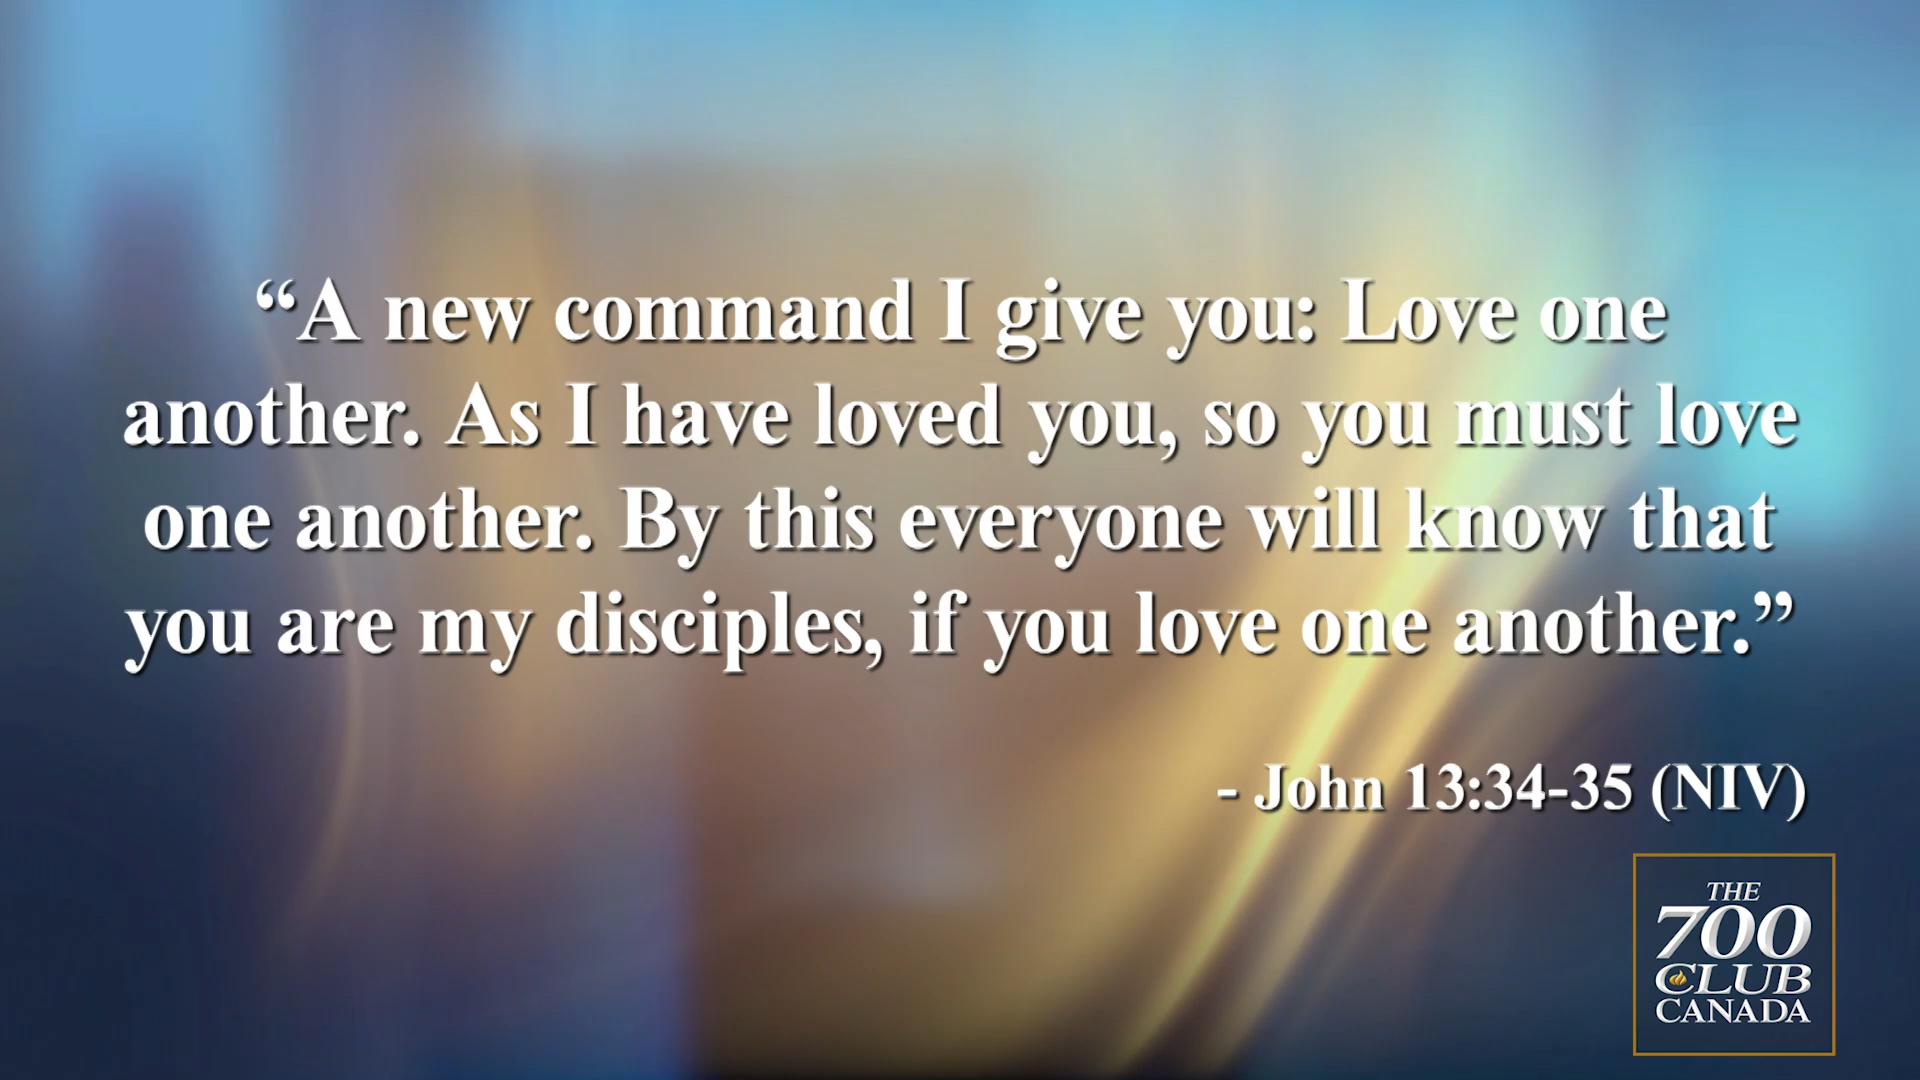 “A new command I give you: Love one
another. As I have loved you, so you must love
one another. By this everyone will know that
you are my disciples, if you love one another.”
- John 13:34-35 (NIV)
THE
700
CLUB
CANADA